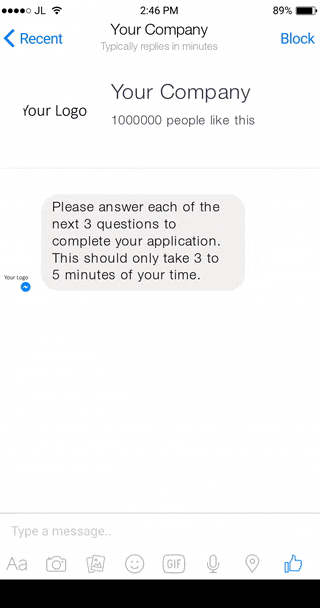 JL 2:46 PM 89%
Recent Your Company Block
Typically replies in minutes
Your Logo
Your Company
1000000 people like this
Please answer each of the
next 3 questions to
complete your application.
This should only take 3 to
5 minutes of your time.
Your Logo
Type a message..
Aa GIF